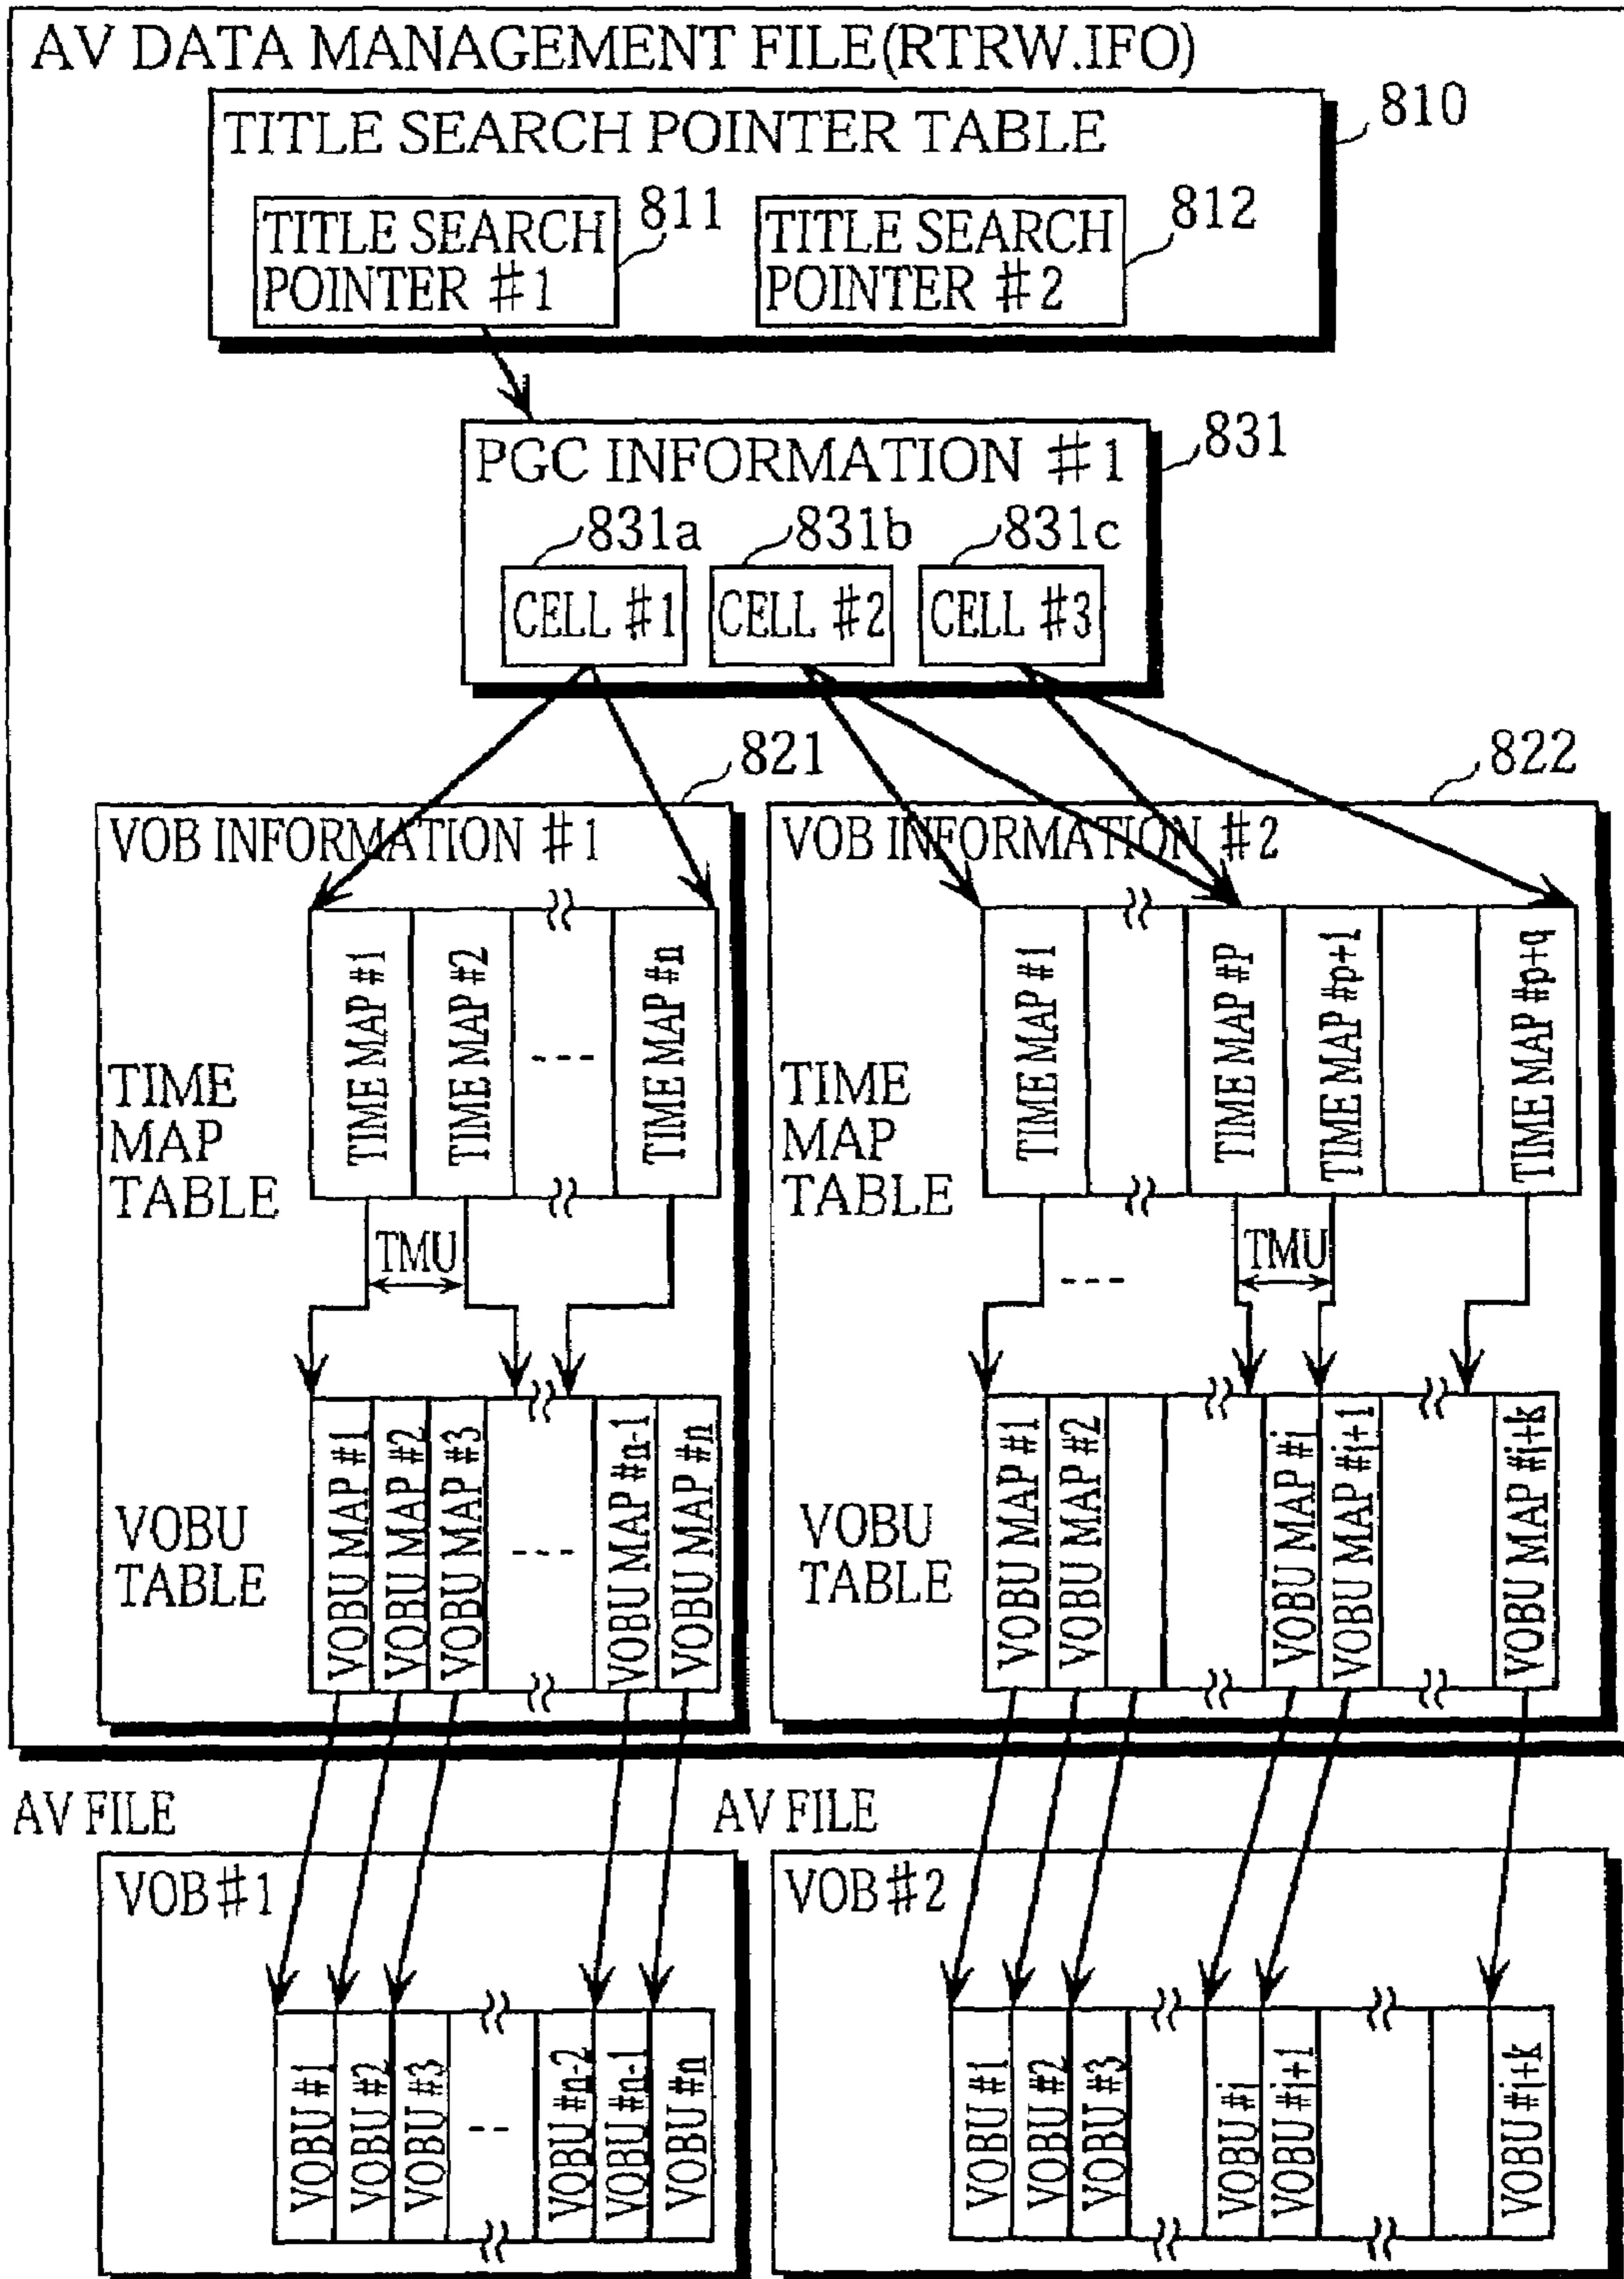 AV DATA MANAGEMENT FILE(RTRW.IFO)
TITLE SEARCH POINTER TABLE
810
TITLE SEARCH
POINTER #1
811
TITLE SEARCH
POINTER #2
812
PGC INFORMATION #1
831
831a
831b
831c
CELL #1
CELL #2
CELL #3
821
822
VOB INFORMATION #1
TIME
MAP
TABLE
TIME MAP #1
TIME MAP #2
---
TIME MAP #n
TMU
VOBU
TABLE
VOBU MAP #1
VOBU MAP #2
VOBU MAP #3
---
VOBU MAP #n-1
VOBU MAP #n
VOB INFORMATION #2
TIME
MAP
TABLE
TIME MAP #1
TIME MAP #P
TIME MAP #p+1
TIME MAP #p+q
---
TMU
VOBU
TABLE
VOBU MAP #1
VOBU MAP #2
VOBU MAP #i
VOBU MAP #i+1
VOBU MAP #i+k
AV FILE
VOB#1
VOBU #1
VOBU #2
VOBU #3
--
VOBU #n-2
VOBU #n-1
VOBU #n
AV FILE
VOB#2
VOBU #1
VOBU #2
VOBU #3
VOBU #i
VOBU #i+1
VOBU #i+k